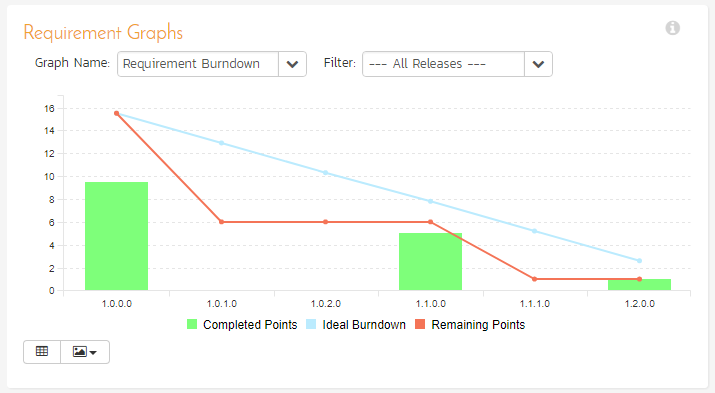 Requirement Graphs
Graph Name: Requirement Burndown Filter: --- All Releases ---
16
14
12
10
8
6
4
2
0
1.0.0.0 1.0.1.0 1.0.2.0 1.1.0.0 1.1.1.0 1.2.0.0
Completed Points Ideal Burndown Remaining Points